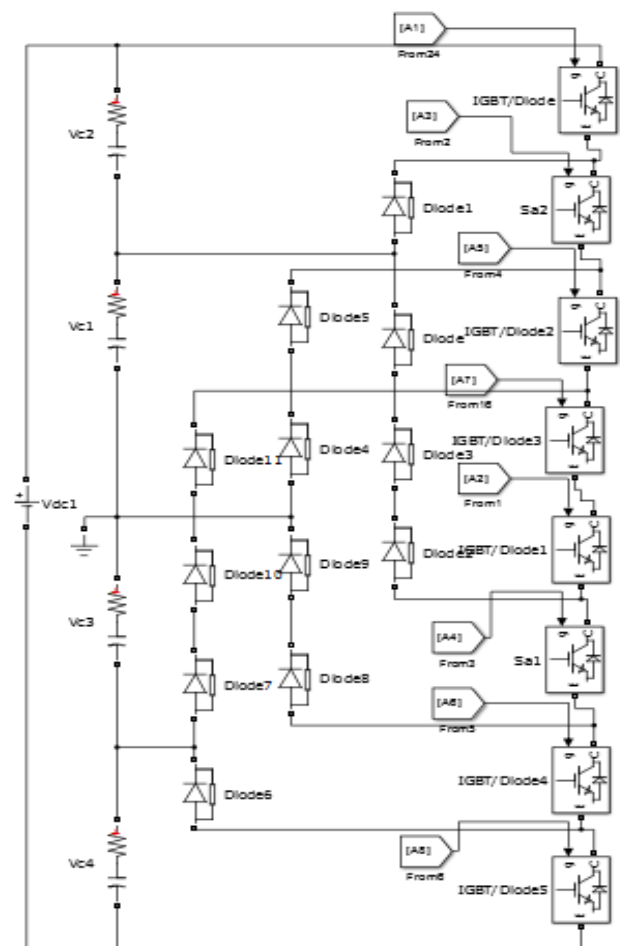 [A1]
From24
IGBT/Diode
g
C
E
[A3]
From2
Vc2
Sa2
g
C
E
Diode1
[A5]
From4
Vc1
Diode5
Diode
IGBT/Diode2
g
C
E
[A7]
From16
Diode4
Diode3
IGBT/Diode3
g
C
E
Diode11
[A2]
From1
+
Vdc1
Diode2
IGBT/Diode1
g
C
E
Diode10
Diode9
Vc3
[A4]
From3
Sa1
g
C
E
Diode7
Diode8
[A6]
From5
IGBT/Diode4
g
C
E
Diode6
[A8]
From6
Vc4
IGBT/Diode5
g
C
E